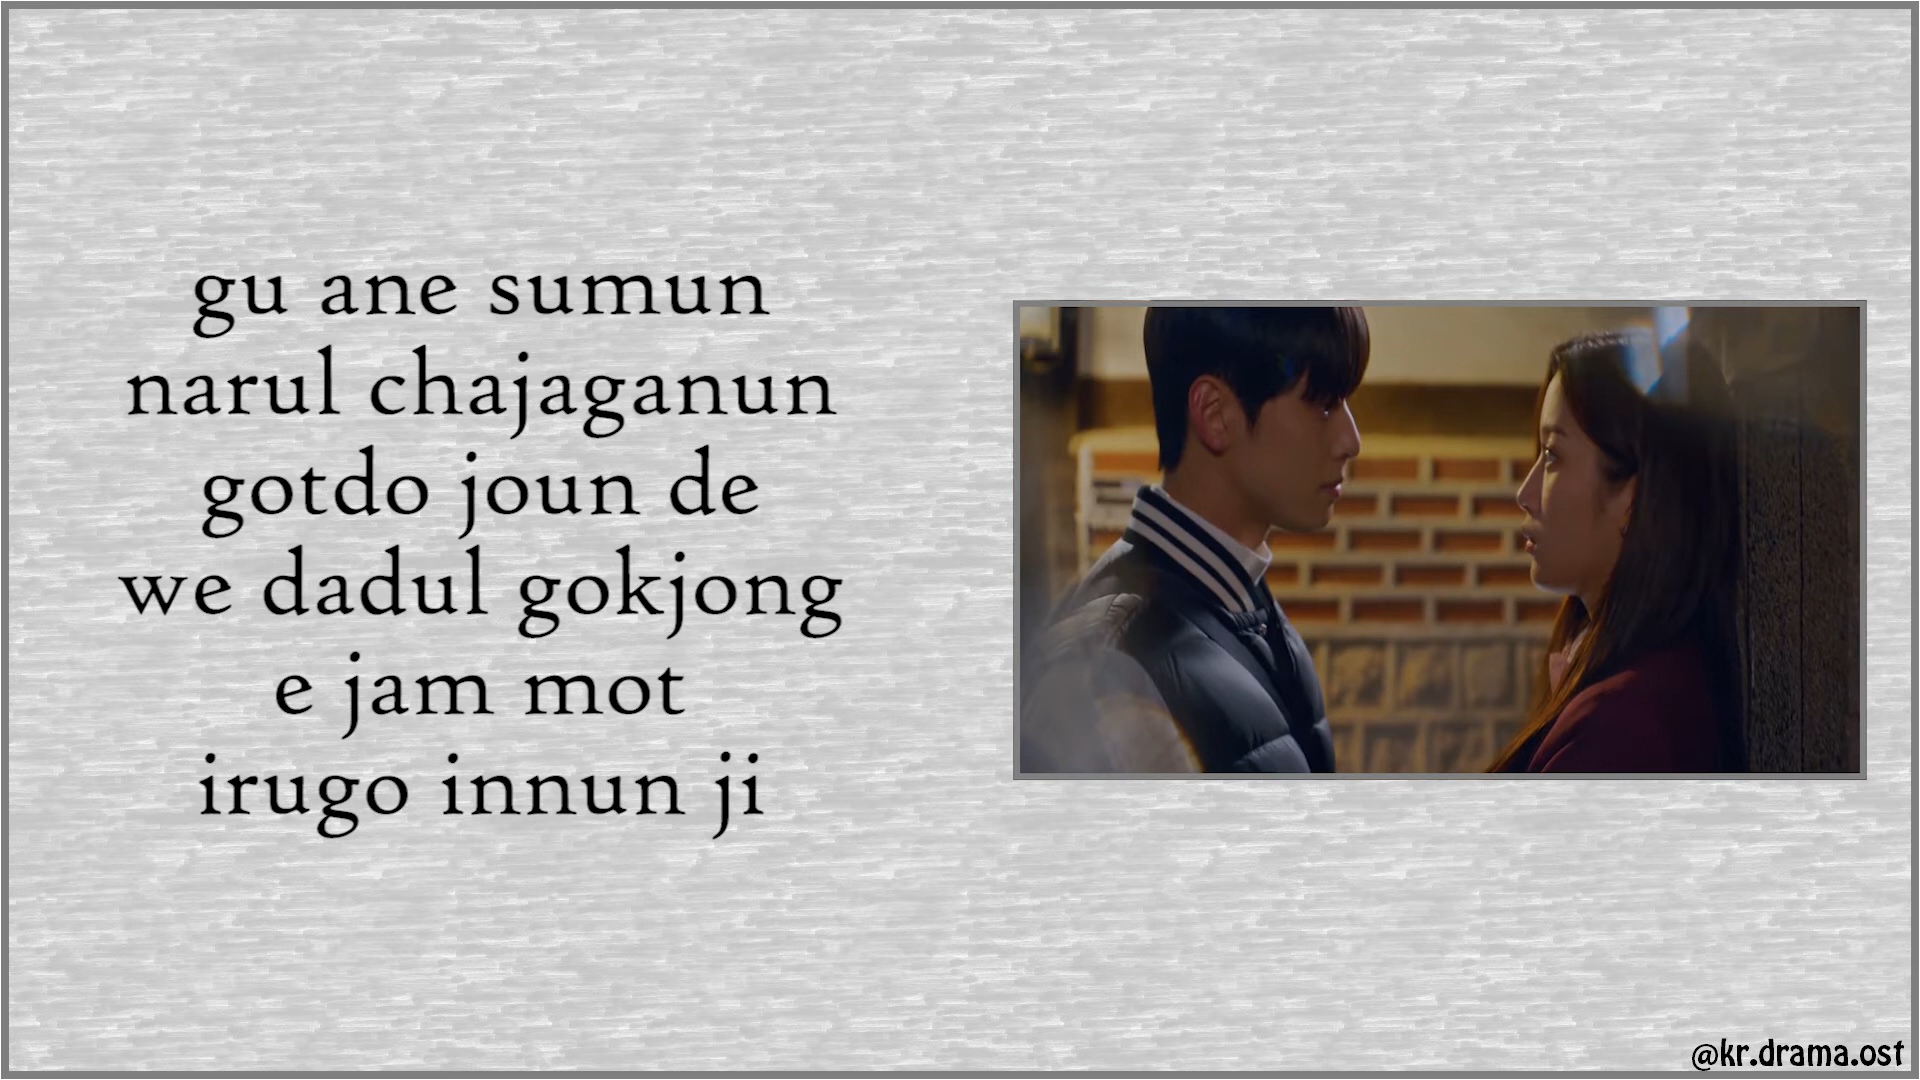 gu ane sumun
narul chajaganun
gotdo joun de
we dadul gokjong
e jam mot
irugo innun ji
@kr.drama.ost